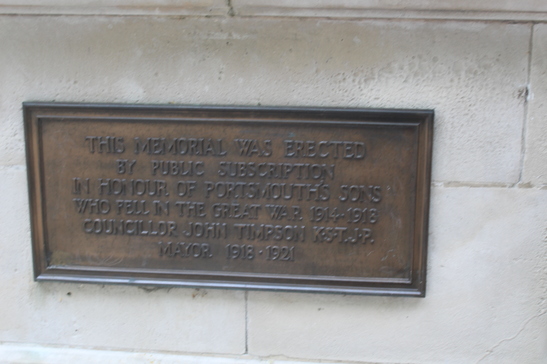 THIS MEMORIAL WAS ERECTED
BY PUBLIC SUBSCRIPTION
IN HONOUR OF PORTSMOUTH'S SONS
WHO FELL IN THE GREAT WAR 1914-1918
COUNCILLOR JOHN TIMPSON K·ST·J·P·
MAYOR 1918-1921